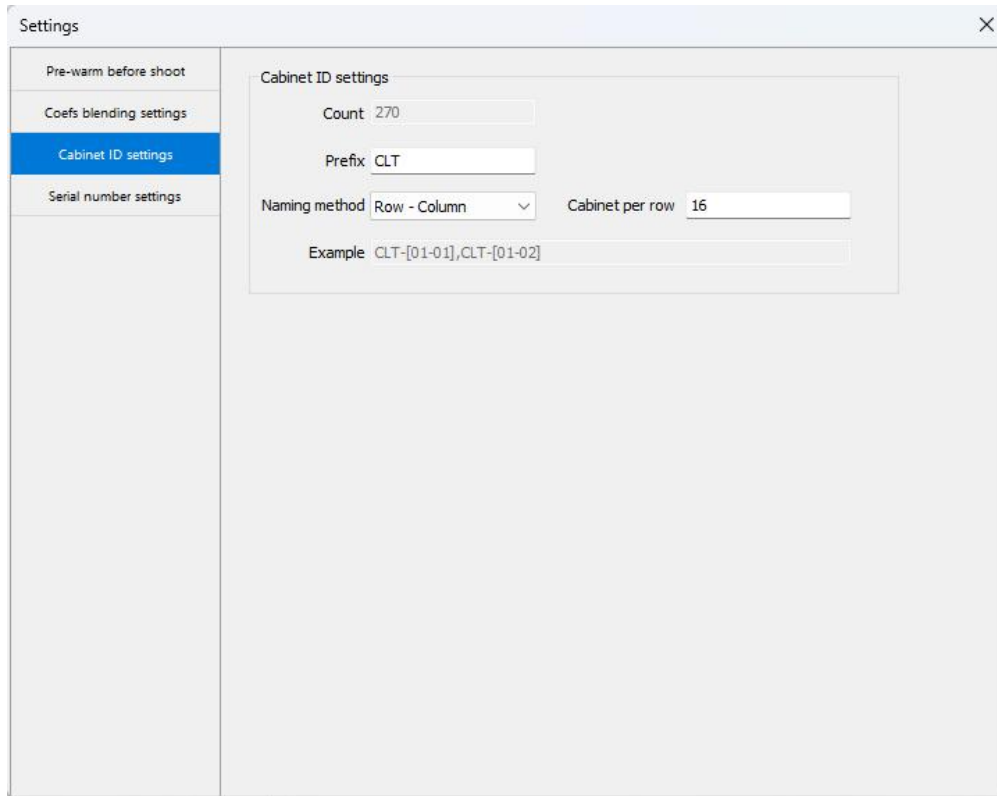 Settings
Pre-warm before shoot
Coefs blending settings
Cabinet ID settings
Serial number settings
Cabinet ID settings
Count 270
Prefix CLT
Naming method Row - Column Cabinet per row 16
Example CLT-[01-01],CLT-[01-02]